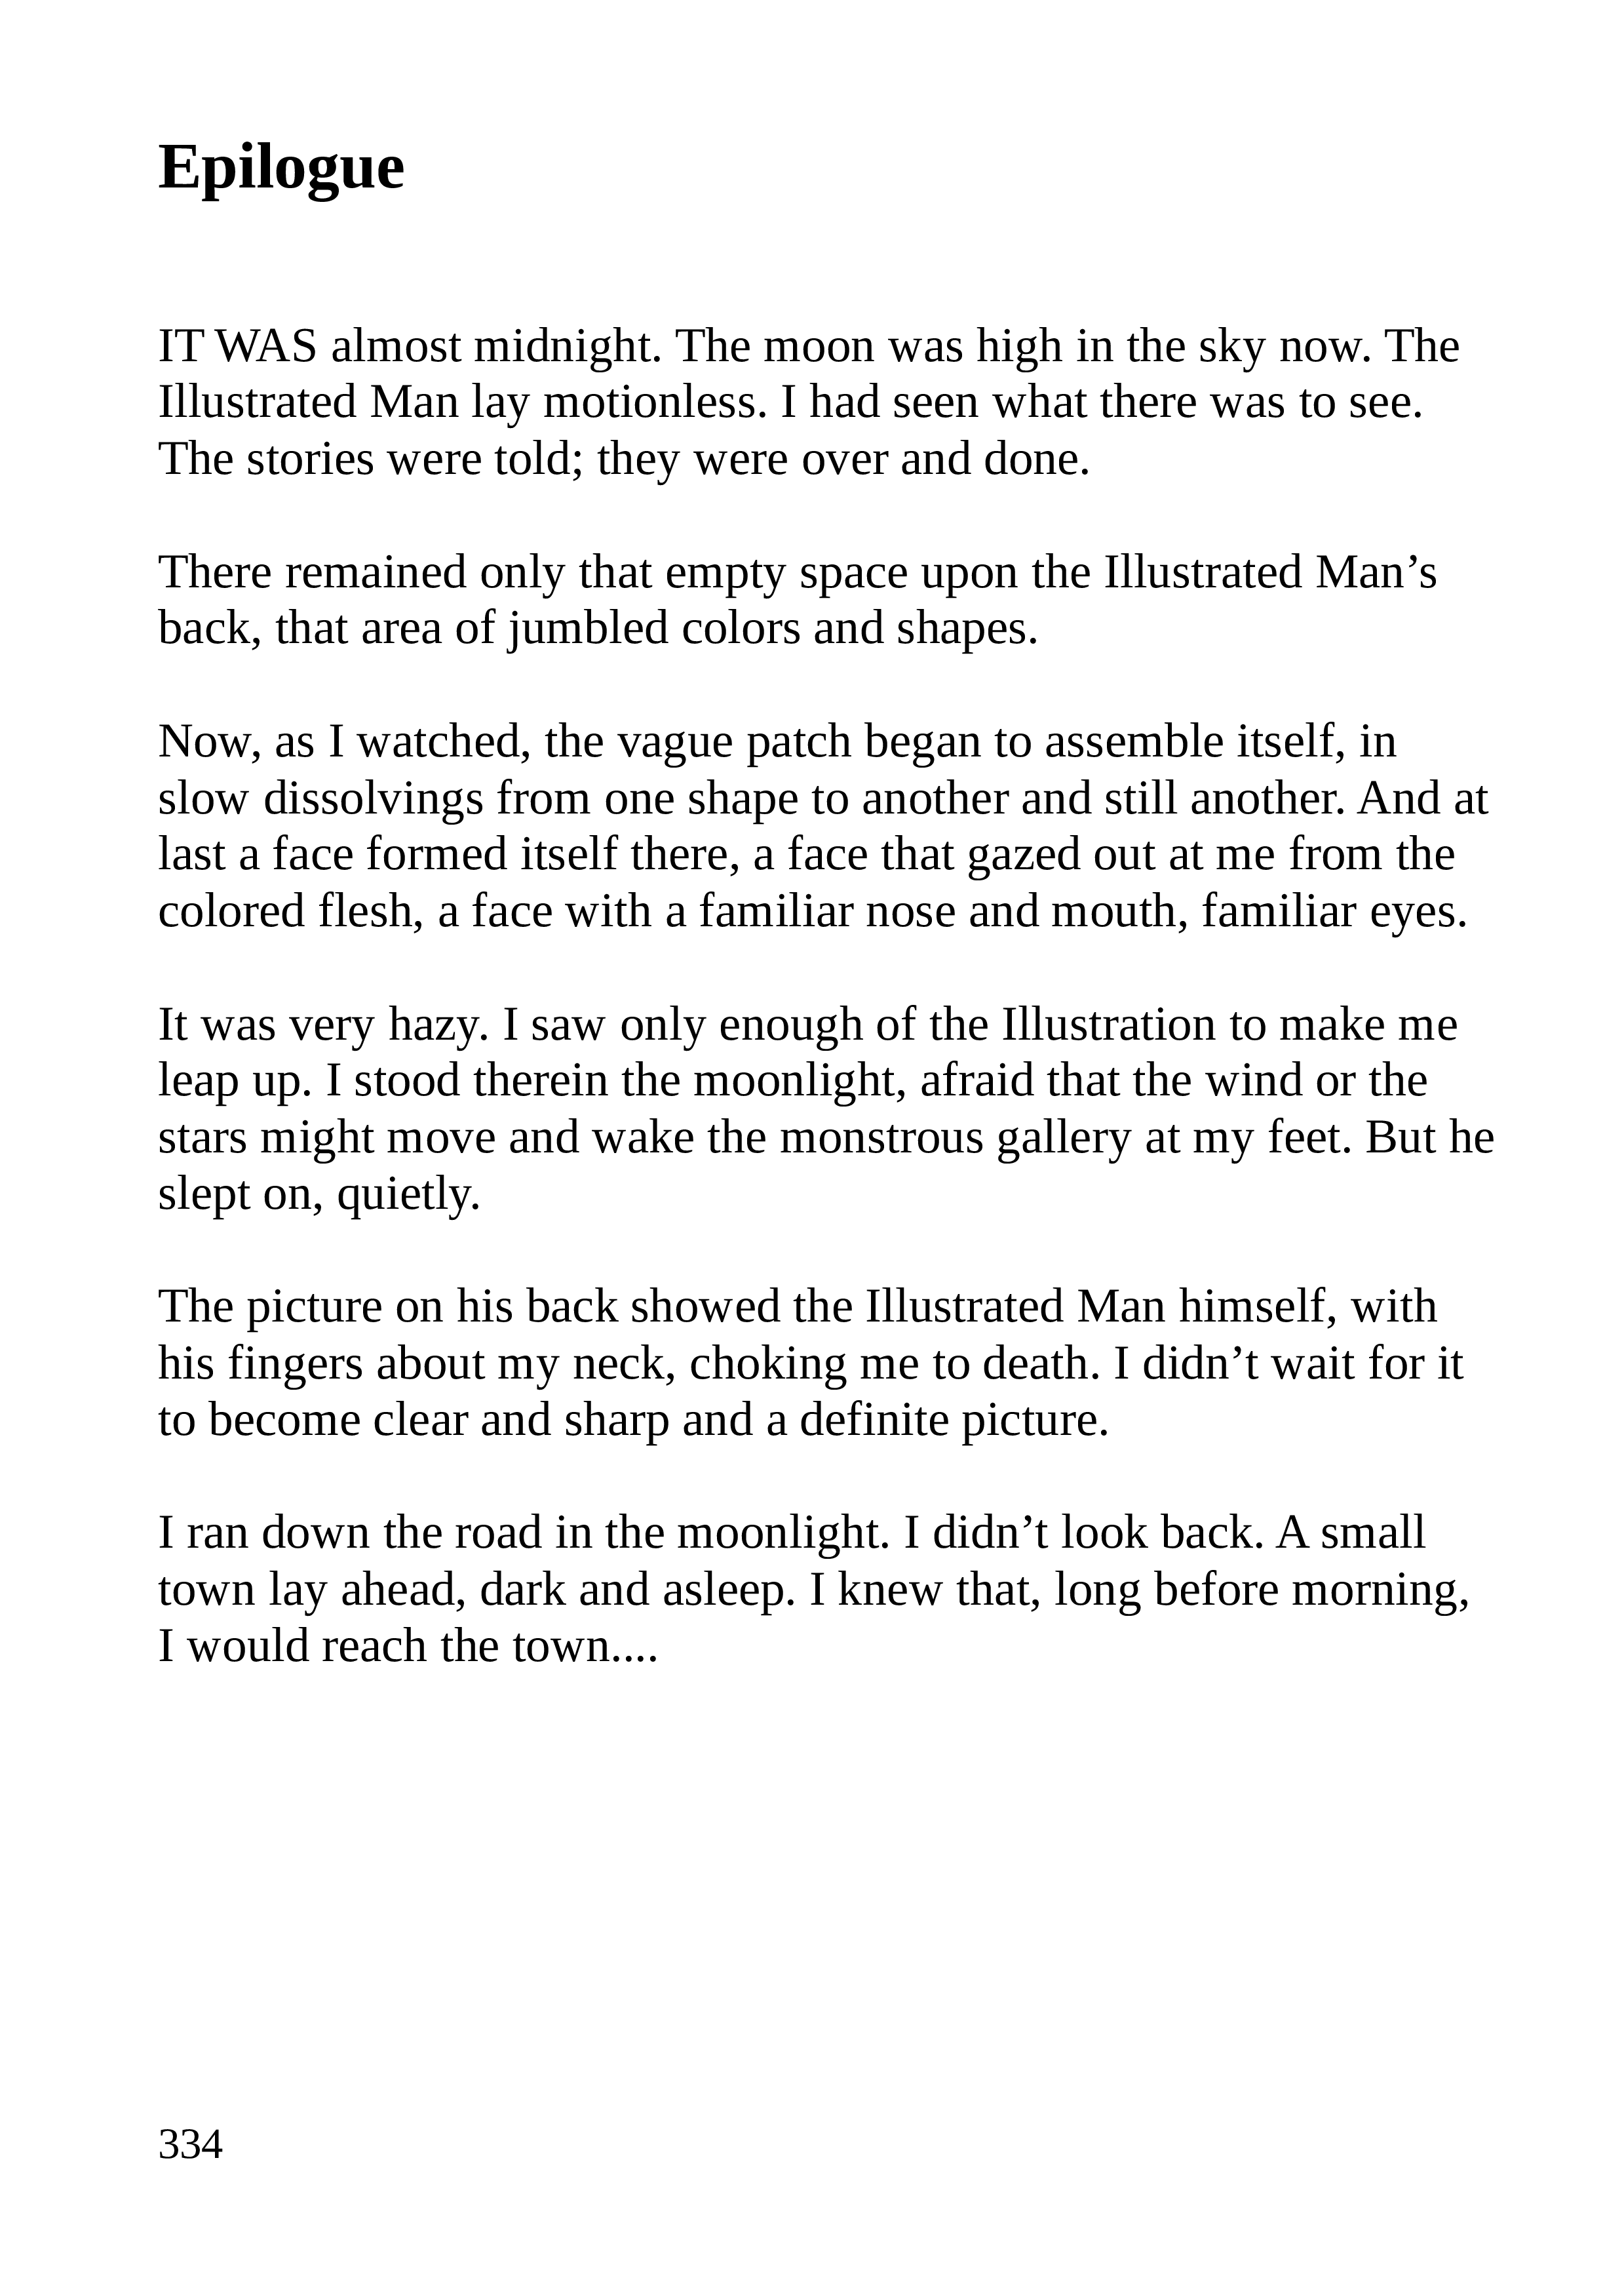 Epilogue
IT WAS almost midnight. The moon was high in the sky now. The
Illustrated Man lay motionless. I had seen what there was to see.
The stories were told; they were over and done.
There remained only that empty space upon the Illustrated Man’s
back, that area of jumbled colors and shapes.
Now, as I watched, the vague patch began to assemble itself, in
slow dissolvings from one shape to another and still another. And at
last a face formed itself there, a face that gazed out at me from the
colored flesh, a face with a familiar nose and mouth, familiar eyes.
It was very hazy. I saw only enough of the Illustration to make me
leap up. I stood therein the moonlight, afraid that the wind or the
stars might move and wake the monstrous gallery at my feet. But he
slept on, quietly.
The picture on his back showed the Illustrated Man himself, with
his fingers about my neck, choking me to death. I didn’t wait for it
to become clear and sharp and a definite picture.
I ran down the road in the moonlight. I didn’t look back. A small
town lay ahead, dark and asleep. I knew that, long before morning,
I would reach the town....
334